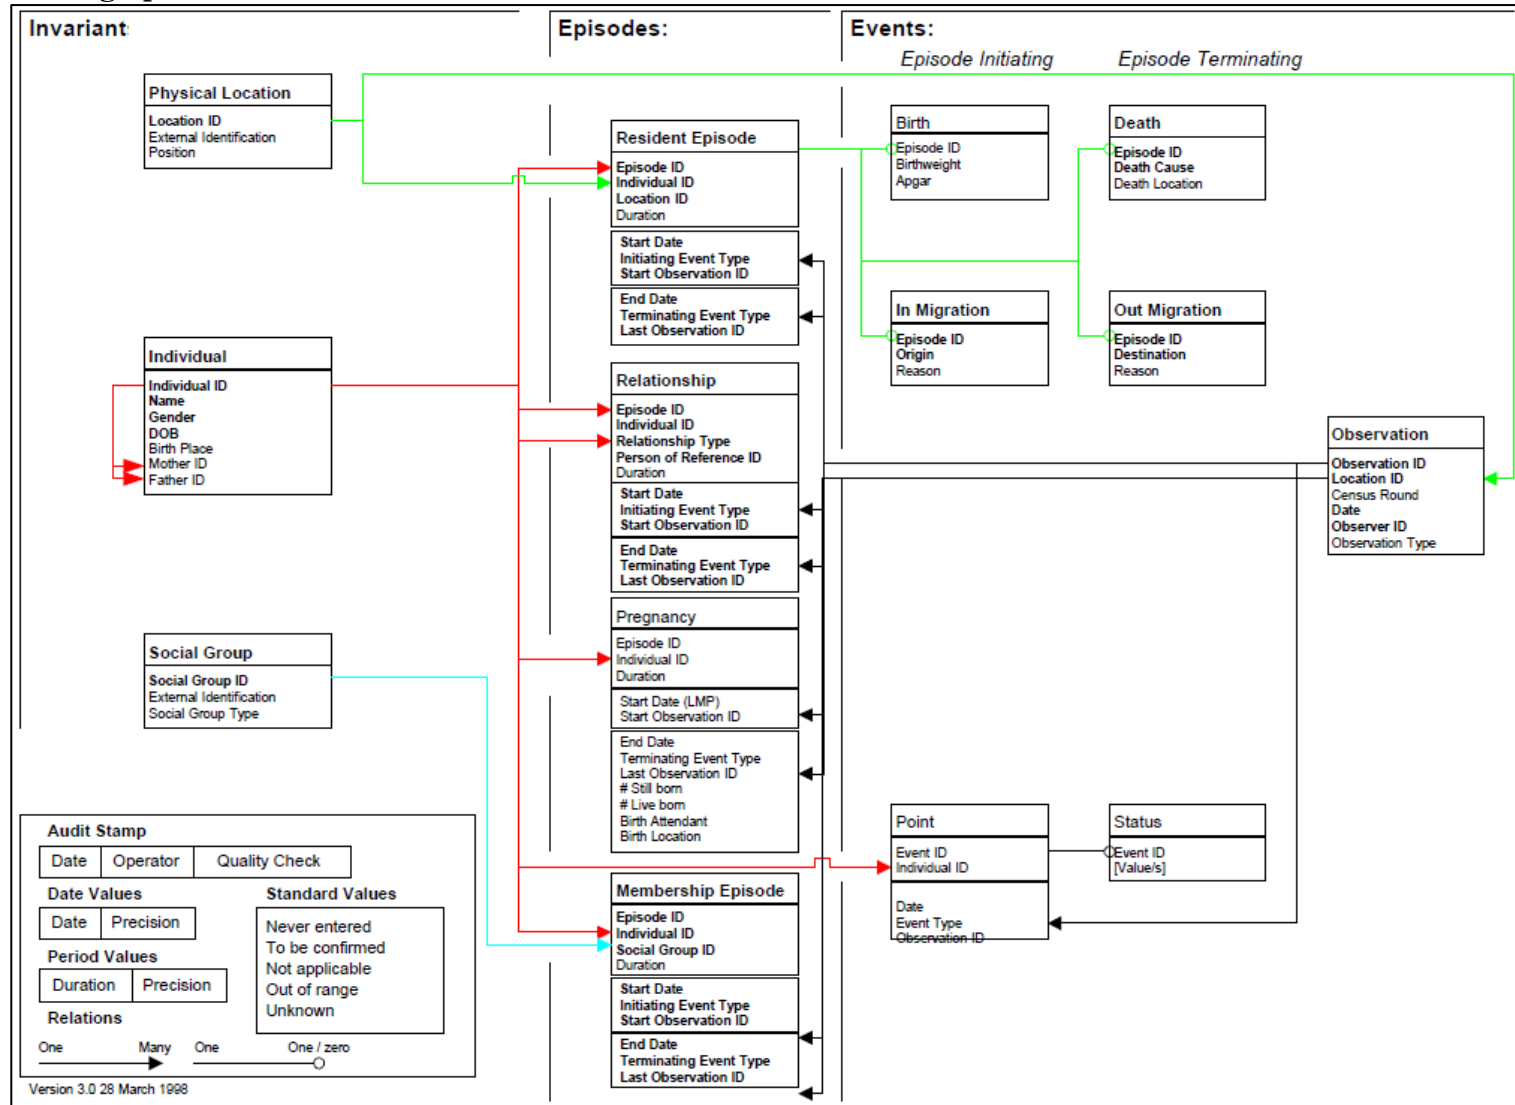 Invariant:
Episodes:
Events:
Episode Initiating
Episode Terminating
Physical Location
Location ID
External Identification
Position
Individual
Individual ID
Name
Gender
DOB
Birth Place
Mother ID
Father ID
Social Group
Social Group ID
External Identification
Social Group Type
Resident Episode
Episode ID
Individual ID
Location ID
Duration
Start Date
Initiating Event Type
Start Observation ID
End Date
Terminating Event Type
Last Observation ID
Relationship
Episode ID
Individual ID
Relationship Type
Person of Reference ID
Duration
Start Date
Initiating Event Type
Start Observation ID
End Date
Terminating Event Type
Last Observation ID
Pregnancy
Episode ID
Individual ID
Duration
Start Date (LMP)
Start Observation ID
End Date
Terminating Event Type
Last Observation ID
# Still born
# Live born
Birth Attendant
Birth Location
Membership Episode
Episode ID
Individual ID
Social Group ID
Duration
Start Date
Initiating Event Type
Start Observation ID
End Date
Terminating Event Type
Last Observation ID
Birth
Episode ID
Birthweight
Apgar
Death
Episode ID
Death Cause
Death Location
In Migration
Episode ID
Origin
Reason
Out Migration
Episode ID
Destination
Reason
Observation
Observation ID
Location ID
Census Round
Date
Observer ID
Observation Type
Point
Event ID
Individual ID
Date
Event Type
Observation ID
Status
Event ID
[Value/s]
Audit Stamp
Date Operator Quality Check
Date Values
Date Precision
Period Values
Duration Precision
Standard Values
Never entered
To be confirmed
Not applicable
Out of range
Unknown
Relations
One Many One One / zero
Version 3.0 28 March 1998